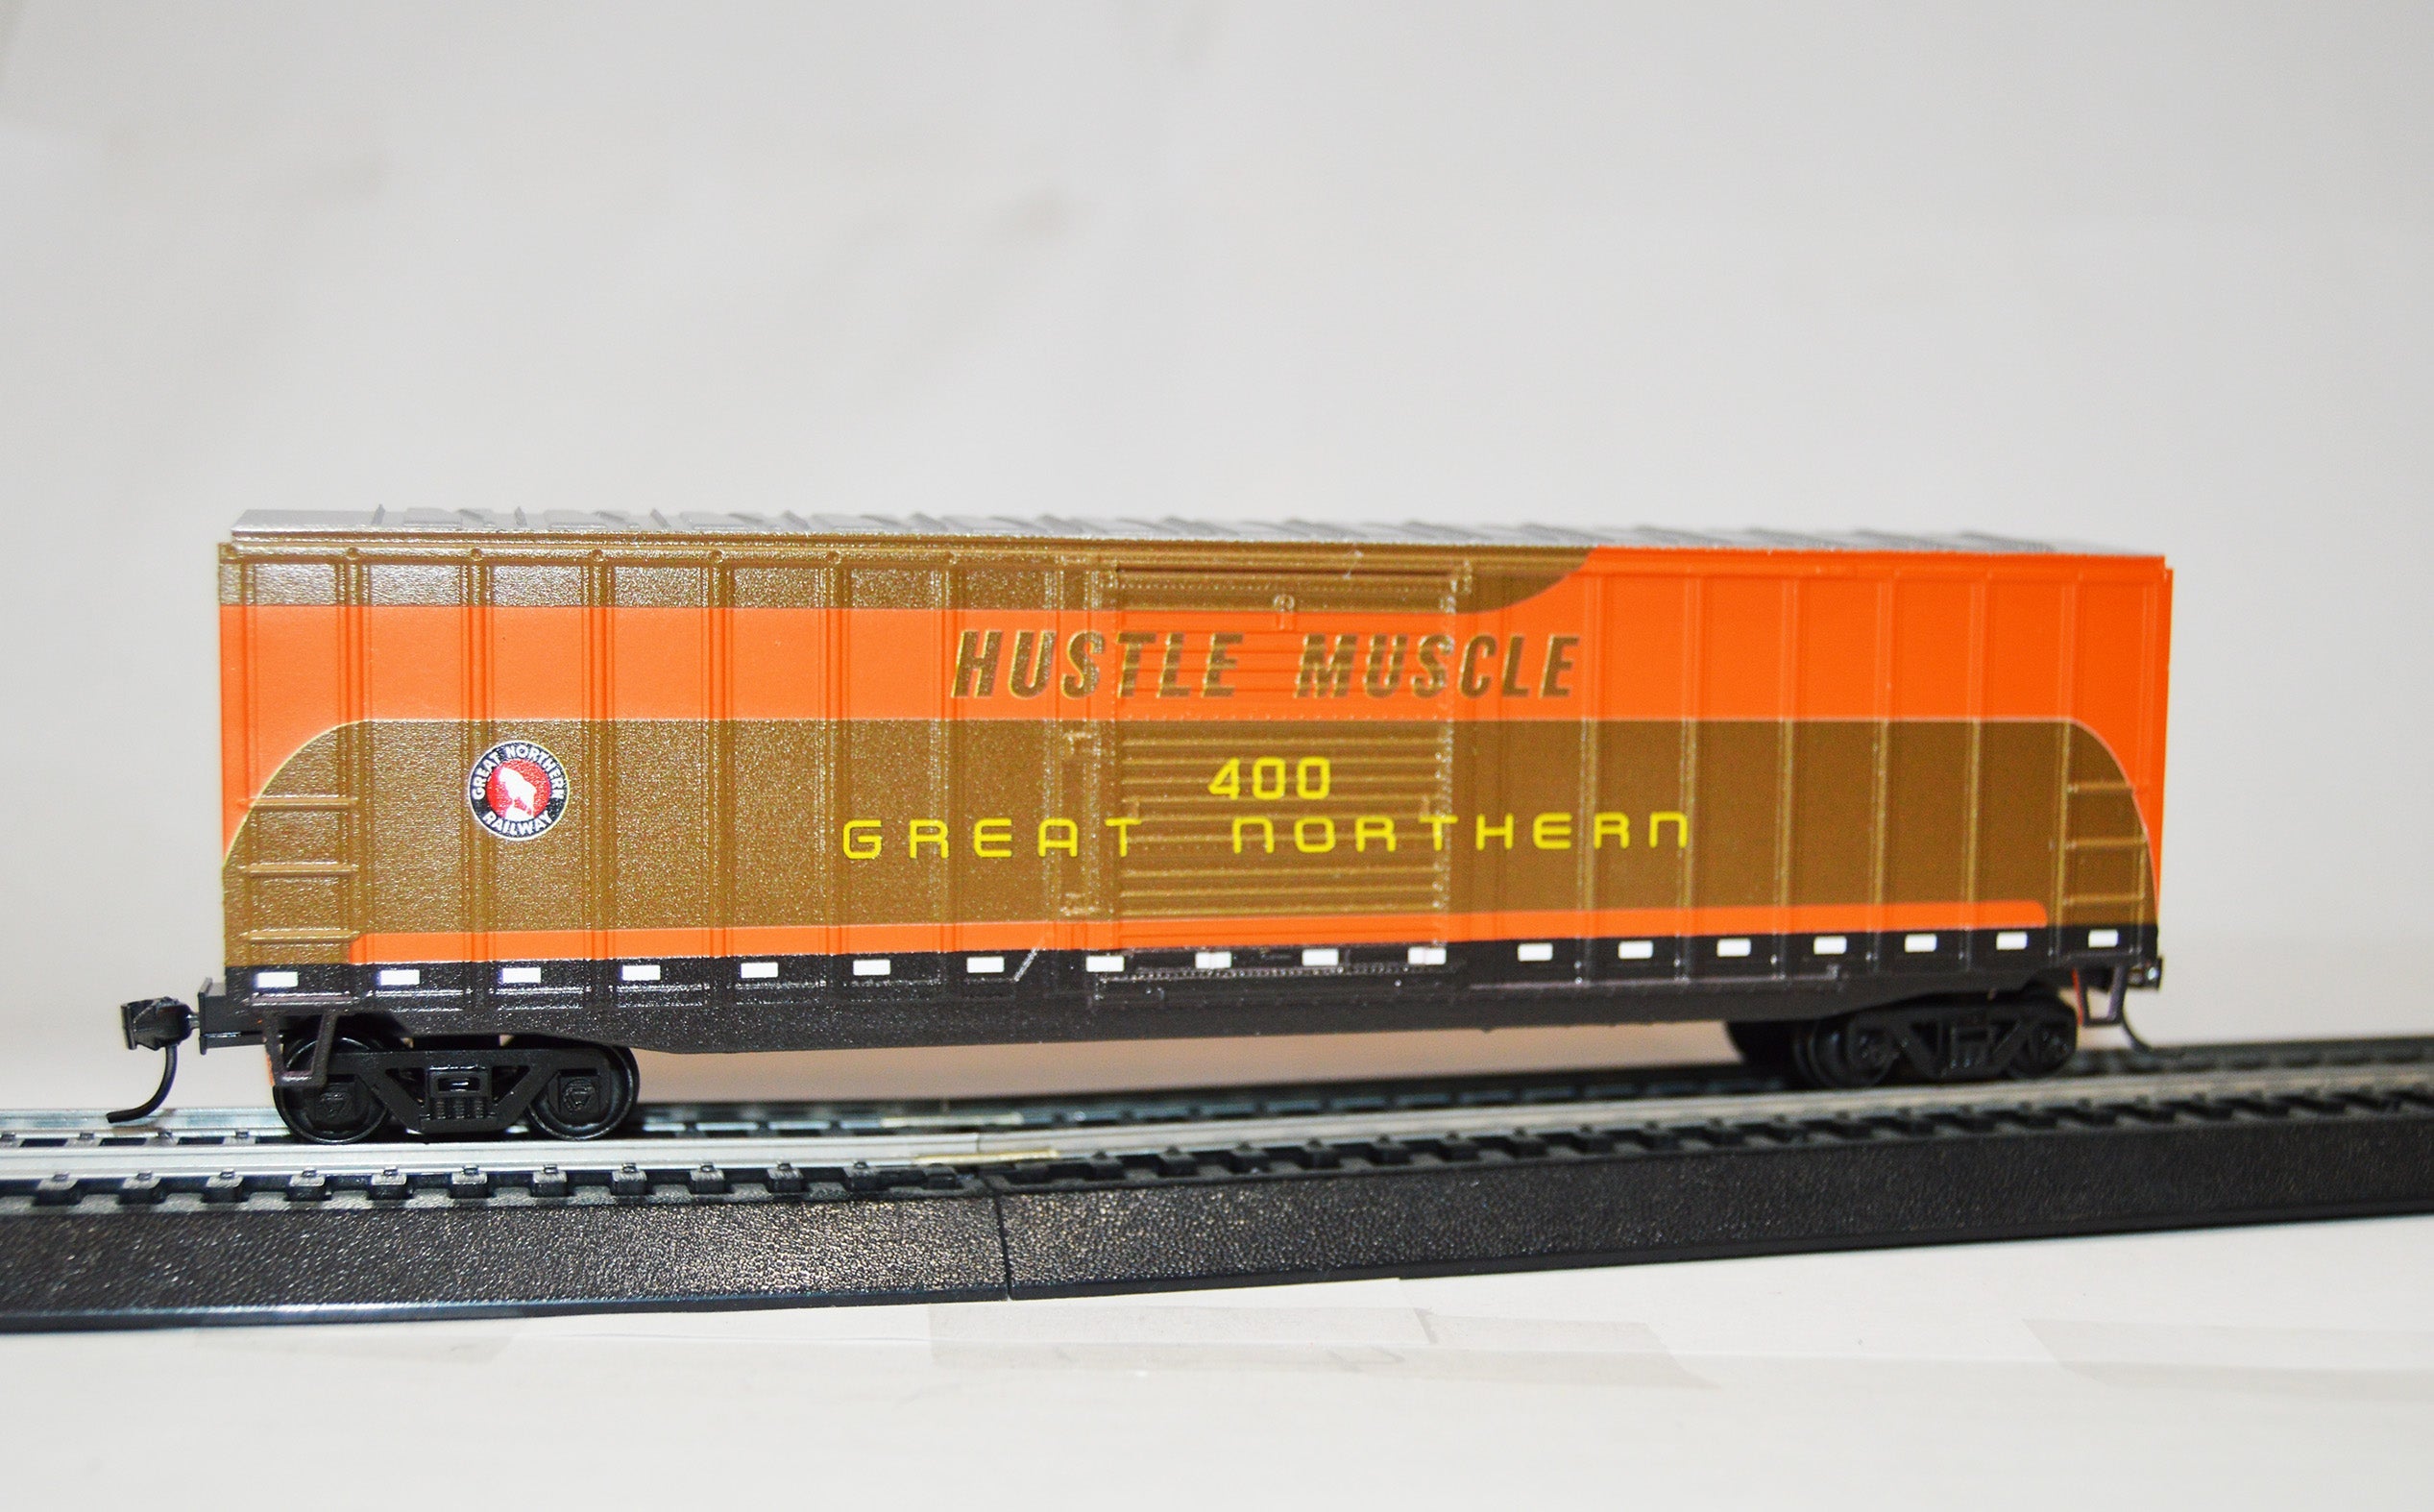 HUSTLE MUSCLE
400
GREAT NORTHERN
GREAT NORTHERN
RAILWAY